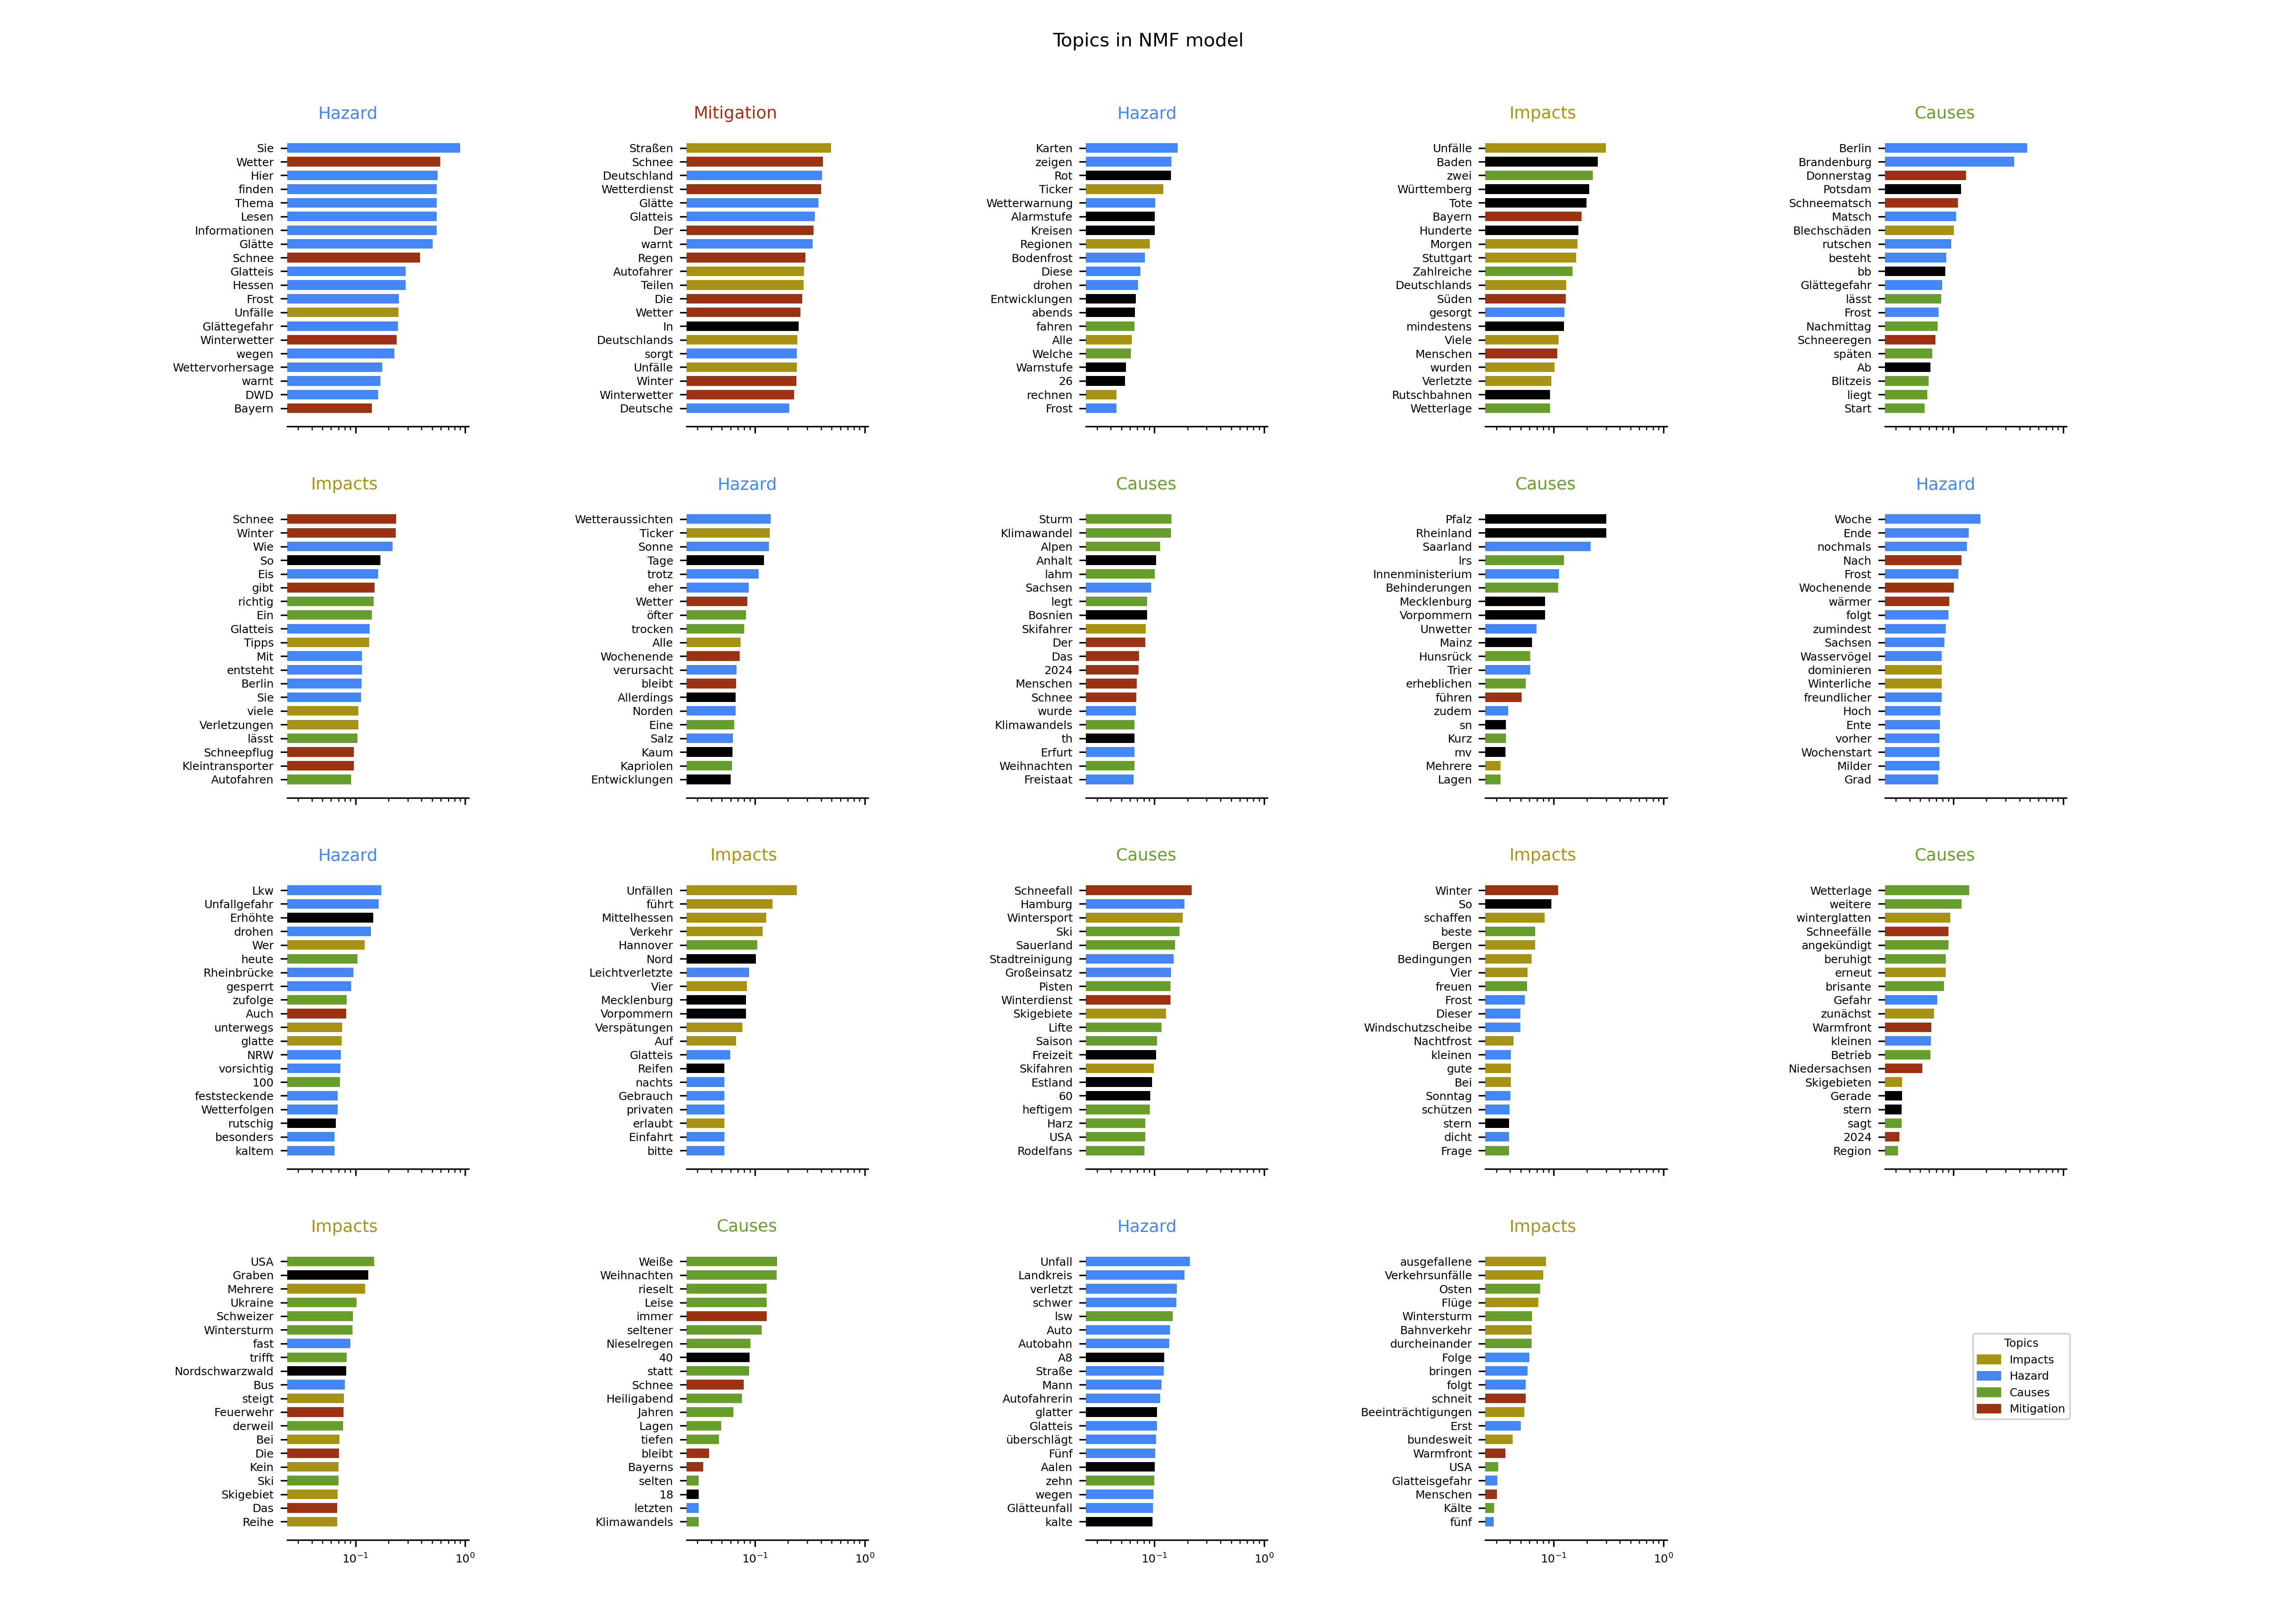 Topics in NMF model
Hazard
Sie
Wetter
Hier
finden
Thema
Lesen
Informationen
Glätte
Schnee
Glatteis
Hessen
Frost
Unfälle
Glättegefahr
Winterwetter
wegen
Wettervorhersage
warnt
DWD
Bayern
Mitigation
Straßen
Schnee
Deutschland
Wetterdienst
Glätte
Glatteis
Der
warnt
Regen
Autofahrer
Teilen
Die
Wetter
In
Deutschlands
sorgt
Unfälle
Winter
Winterwetter
Deutsche
Hazard
Karten
zeigen
Rot
Ticker
Wetterwarnung
Alarmstufe
Kreisen
Regionen
Bodenfrost
Diese
drohen
Entwicklungen
abends
fahren
Alle
Welche
Warnstufe
26
rechnen
Frost
Impacts
Unfälle
Baden
zwei
Württemberg
Tote
Bayern
Hunderte
Morgen
Stuttgart
Zahlreiche
Deutschlands
Süden
gesorgt
mindestens
Viele
Menschen
wurden
Verletzte
Rutschbahnen
Wetterlage
Causes
Berlin
Brandenburg
Donnerstag
Potsdam
Schneematsch
Matsch
Blechschäden
rutschen
besteht
bb
Glättegefahr
lässt
Frost
Nachmittag
Schneeregen
späten
Ab
Blitzeis
liegt
Start
Impacts
Schnee
Winter
Wie
So
Eis
gibt
richtig
Ein
Glatteis
Tipps
Mit
entsteht
Berlin
Sie
viele
Verletzungen
lässt
Schneepflug
Kleintransporter
Autofahren
Hazard
Wetteraussichten
Ticker
Sonne
Tage
trotz
eher
Wetter
öfter
trocken
Alle
Wochenende
verursacht
bleibt
Allerdings
Norden
Eine
Salz
Kaum
Kapriolen
Entwicklungen
Causes
Sturm
Klimawandel
Alpen
Anhalt
lahm
Sachsen
legt
Bosnien
Skifahrer
Der
Das
2024
Menschen
Schnee
wurde
Klimawandels
th
Erfurt
Weihnachten
Freistaat
Causes
Pfalz
Rheinland
Saarland
lrs
Innenministerium
Behinderungen
Mecklenburg
Vorpommern
Unwetter
Mainz
Hunsrück
Trier
erheblichen
führen
zudem
sn
Kurz
mv
Mehrere
Lagen
Hazard
Woche
Ende
nochmals
Nach
Frost
Wochenende
wärmer
folgt
zumindest
Sachsen
Wasservögel
dominieren
Winterliche
freundlicher
Hoch
Ente
vorher
Wochenstart
Milder
Grad
Hazard
Lkw
Unfallgefahr
Erhöhte
drohen
Wer
heute
Rheinbrücke
gesperrt
zufolge
Auch
unterwegs
glatte
NRW
vorsichtig
100
feststeckende
Wetterfolgen
rutschig
besonders
kaltem
Impacts
Unfällen
führt
Mittelhessen
Verkehr
Hannover
Nord
Leichtverletzte
Vier
Mecklenburg
Vorpommern
Verspätungen
Auf
Glatteis
Reifen
nachts
Gebrauch
privaten
erlaubt
Einfahrt
bitte
Causes
Schneefall
Hamburg
Wintersport
Ski
Sauerland
Stadtreinigung
Großeinsatz
Pisten
Winterdienst
Skigebiete
Lifte
Saison
Freizeit
Skifahren
Estland
60
heftigem
Harz
USA
Rodelfans
Impacts
Winter
So
schaffen
beste
Bergen
Bedingungen
Vier
freuen
Frost
Dieser
Windschutzscheibe
Nachtfrost
kleinen
gute
Bei
Sonntag
schützen
stern
dicht
Frage
Causes
Wetterlage
weitere
winterglatten
Schneefälle
angekündigt
beruhigt
erneut
brisante
Gefahr
zunächst
Warmfront
kleinen
Betrieb
Niedersachsen
Skigebieten
Gerade
stern
sagt
2024
Region
Impacts
USA
Graben
Mehrere
Ukraine
Schweizer
Wintersturm
fast
trifft
Nordschwarzwald
Bus
steigt
Feuerwehr
derweil
Bei
Die
Kein
Ski
Skigebiet
Das
Reihe
10⁻¹ 10⁰
Causes
Weiße
Weihnachten
rieselt
Leise
immer
seltener
Nieselregen
40
statt
Schnee
Heiligabend
Jahren
Lagen
tiefen
bleibt
Bayerns
selten
18
letzten
Klimawandels
10⁻¹ 10⁰
Hazard
Unfall
Landkreis
verletzt
schwer
lsw
Auto
Autobahn
A8
Straße
Mann
Autofahrerin
glatter
Glatteis
überschlägt
Fünf
Aalen
zehn
wegen
Glätteunfall
kalte
10⁻¹ 10⁰
Impacts
ausgefallene
Verkehrsunfälle
Osten
Flüge
Wintersturm
Bahnverkehr
durcheinander
Folge
bringen
folgt
schneit
Beeinträchtigungen
Erst
bundesweit
Warmfront
USA
Glatteisgefahr
Menschen
Kälte
fünf
10⁻¹ 10⁰
Topics
Impacts
Hazard
Causes
Mitigation